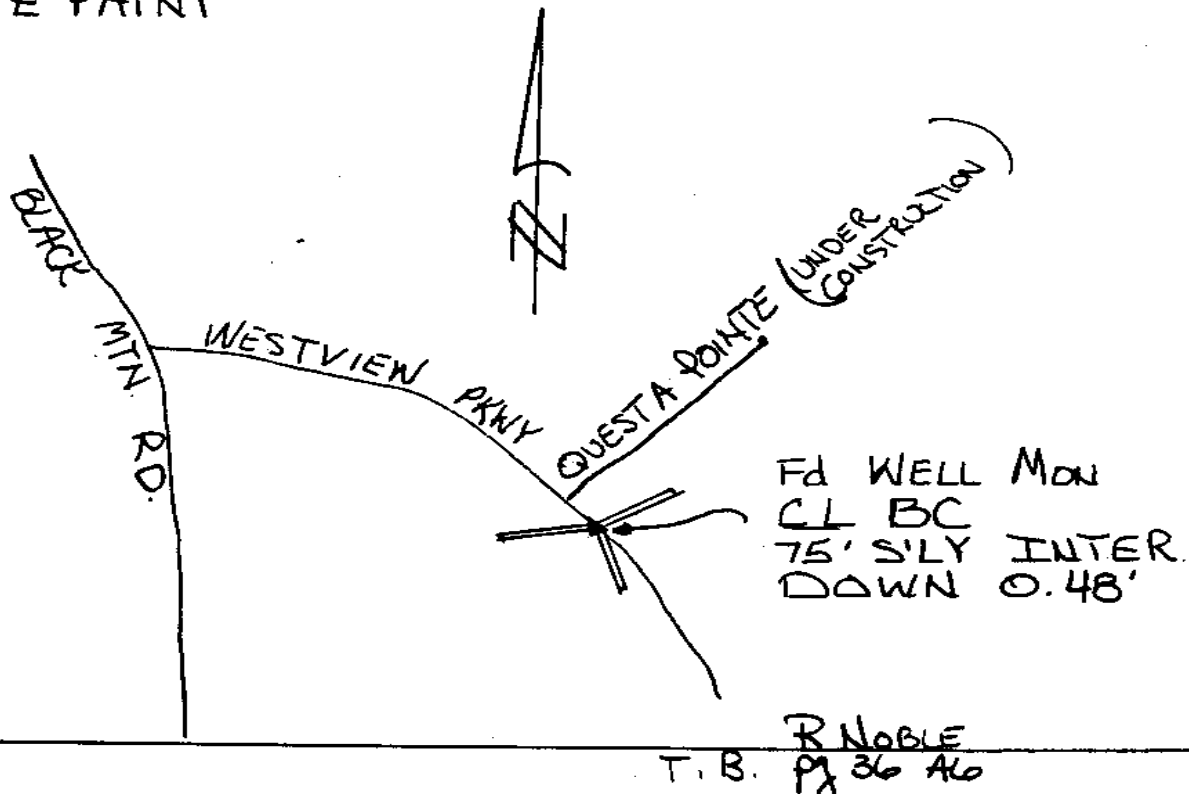 E PAINT
N
BLACK
MTN.
RD.
WESTVIEW
PKWY
QUESTA POINTE (UNDER
CONSTRUCTION)
Fd WELL MON
CL BC
75' S'LY INTER.
DOWN 0.48'
R NOBLE
T.B. pg 36 A6